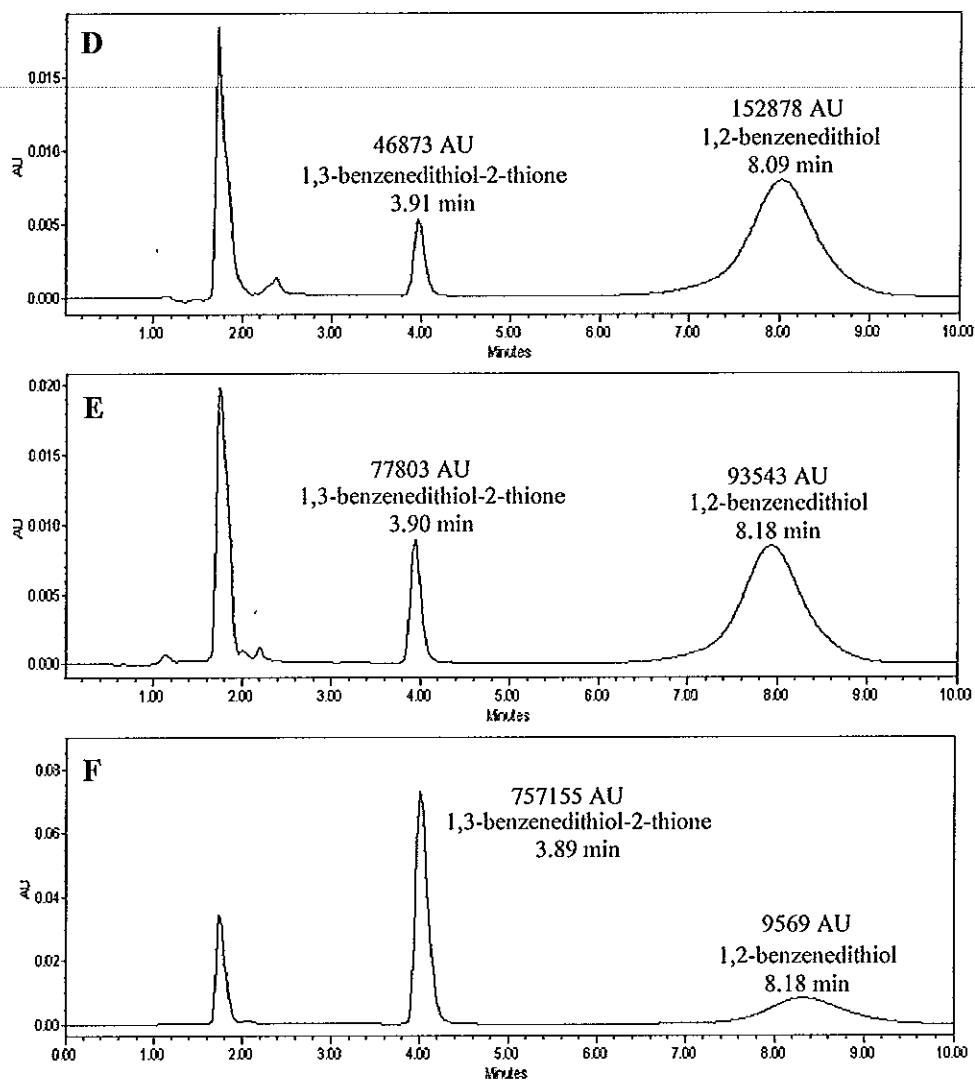 D
0.015
0.010
0.005
0.000
AU
46873 AU
1,3-benzenedithiol-2-thione
3.91 min
152878 AU
1,2-benzenedithiol
8.09 min
1.00 2.00 3.00 4.00 5.00 6.00 7.00 8.00 9.00 10.00
Minutes
E
0.020
0.015
0.010
0.005
0.000
AU
77803 AU
1,3-benzenedithiol-2-thione
3.90 min
93543 AU
1,2-benzenedithiol
8.18 min
1.00 2.00 3.00 4.00 5.00 6.00 7.00 8.00 9.00 10.00
Minutes
F
0.08
0.06
0.04
0.02
0.00
AU
757155 AU
1,3-benzenedithiol-2-thione
3.89 min
9569 AU
1,2-benzenedithiol
8.18 min
0.00 1.00 2.00 3.00 4.00 5.00 6.00 7.00 8.00 9.00 10.00
Minutes